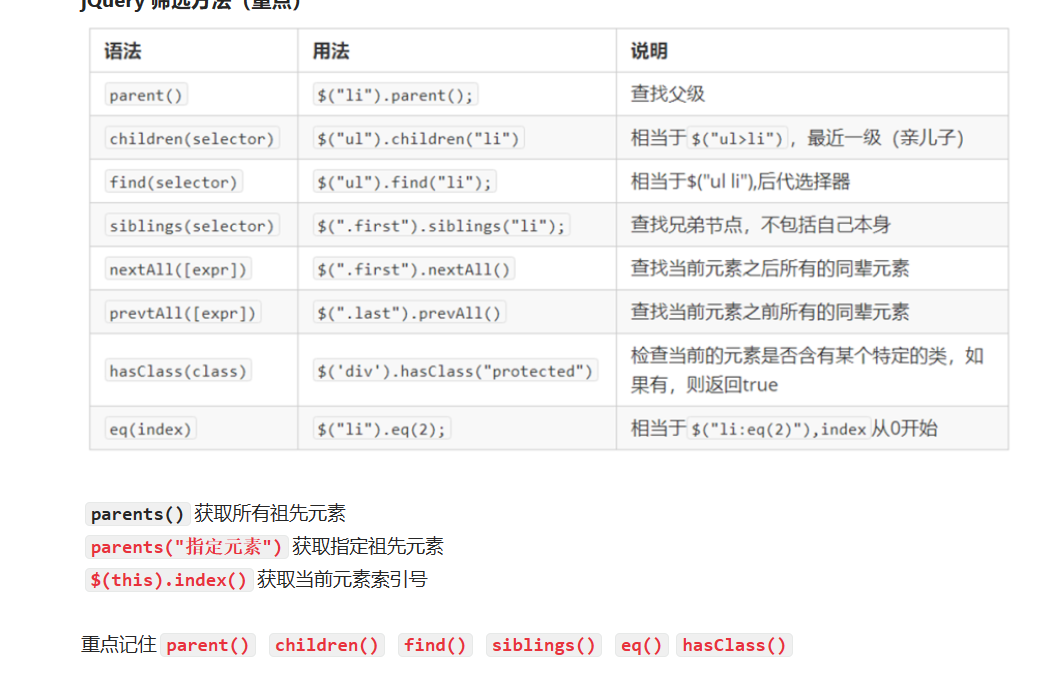 jQuery 筛选方法（重点）
语法 用法 说明
parent() $("li").parent(); 查找父级
children(selector) $("ul").children("li") 相当于$("ul>li")，最近一级（亲儿子）
find(selector) $("ul").find("li"); 相当于$("ul li"),后代选择器
siblings(selector) $(".first").siblings("li"); 查找兄弟节点，不包括自己本身
nextAll([expr]) $(".first").nextAll() 查找当前元素之后所有的同辈元素
prevtAll([expr]) $(".last").prevAll() 查找当前元素之前所有的同辈元素
hasClass(class) $('div').hasClass("protected") 检查当前的元素是否含有某个特定的类，如
果有，则返回true
eq(index) $("li").eq(2); 相当于$("li:eq(2)"),index从0开始
parents() 获取所有祖先元素
parents("指定元素") 获取指定祖先元素
$(this).index() 获取当前元素索引号
重点记住 parent() children() find() siblings() eq() hasClass()